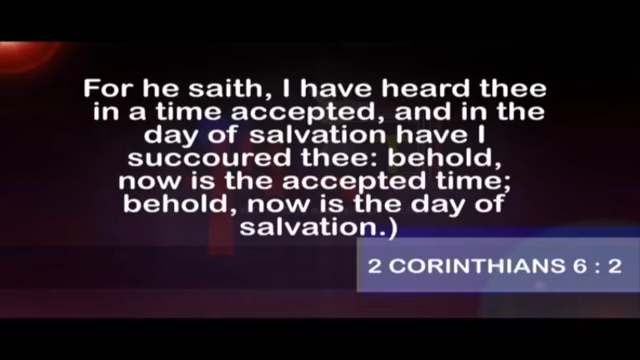 For he saith, I have heard thee
in a time accepted, and in the
day of salvation have I
succoured thee: behold,
now is the accepted time;
behold, now is the day of
salvation.)
2 CORINTHIANS 6 : 2